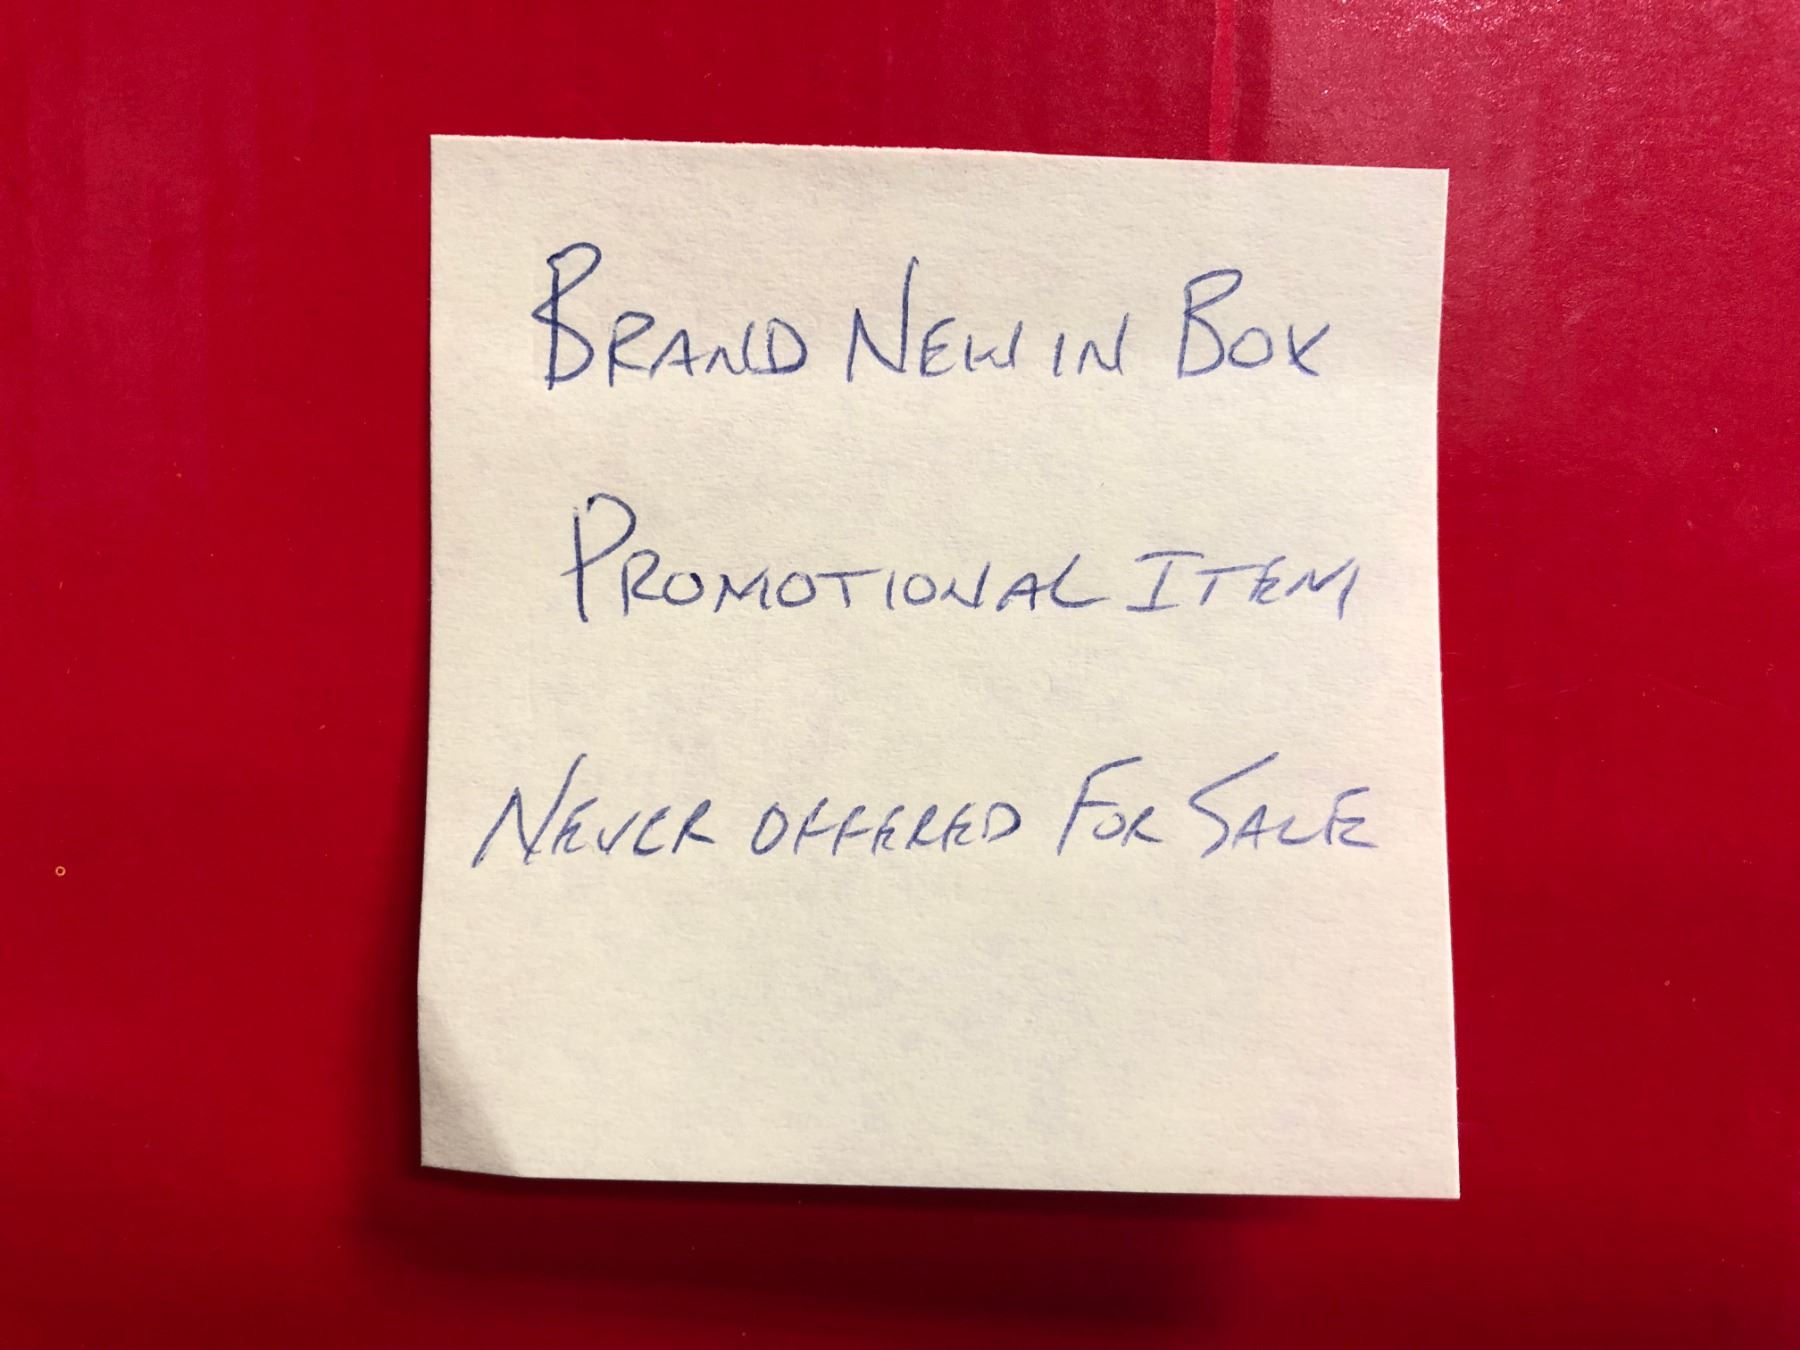 Brand New in Box
Promotional Item
Never offered For Sale